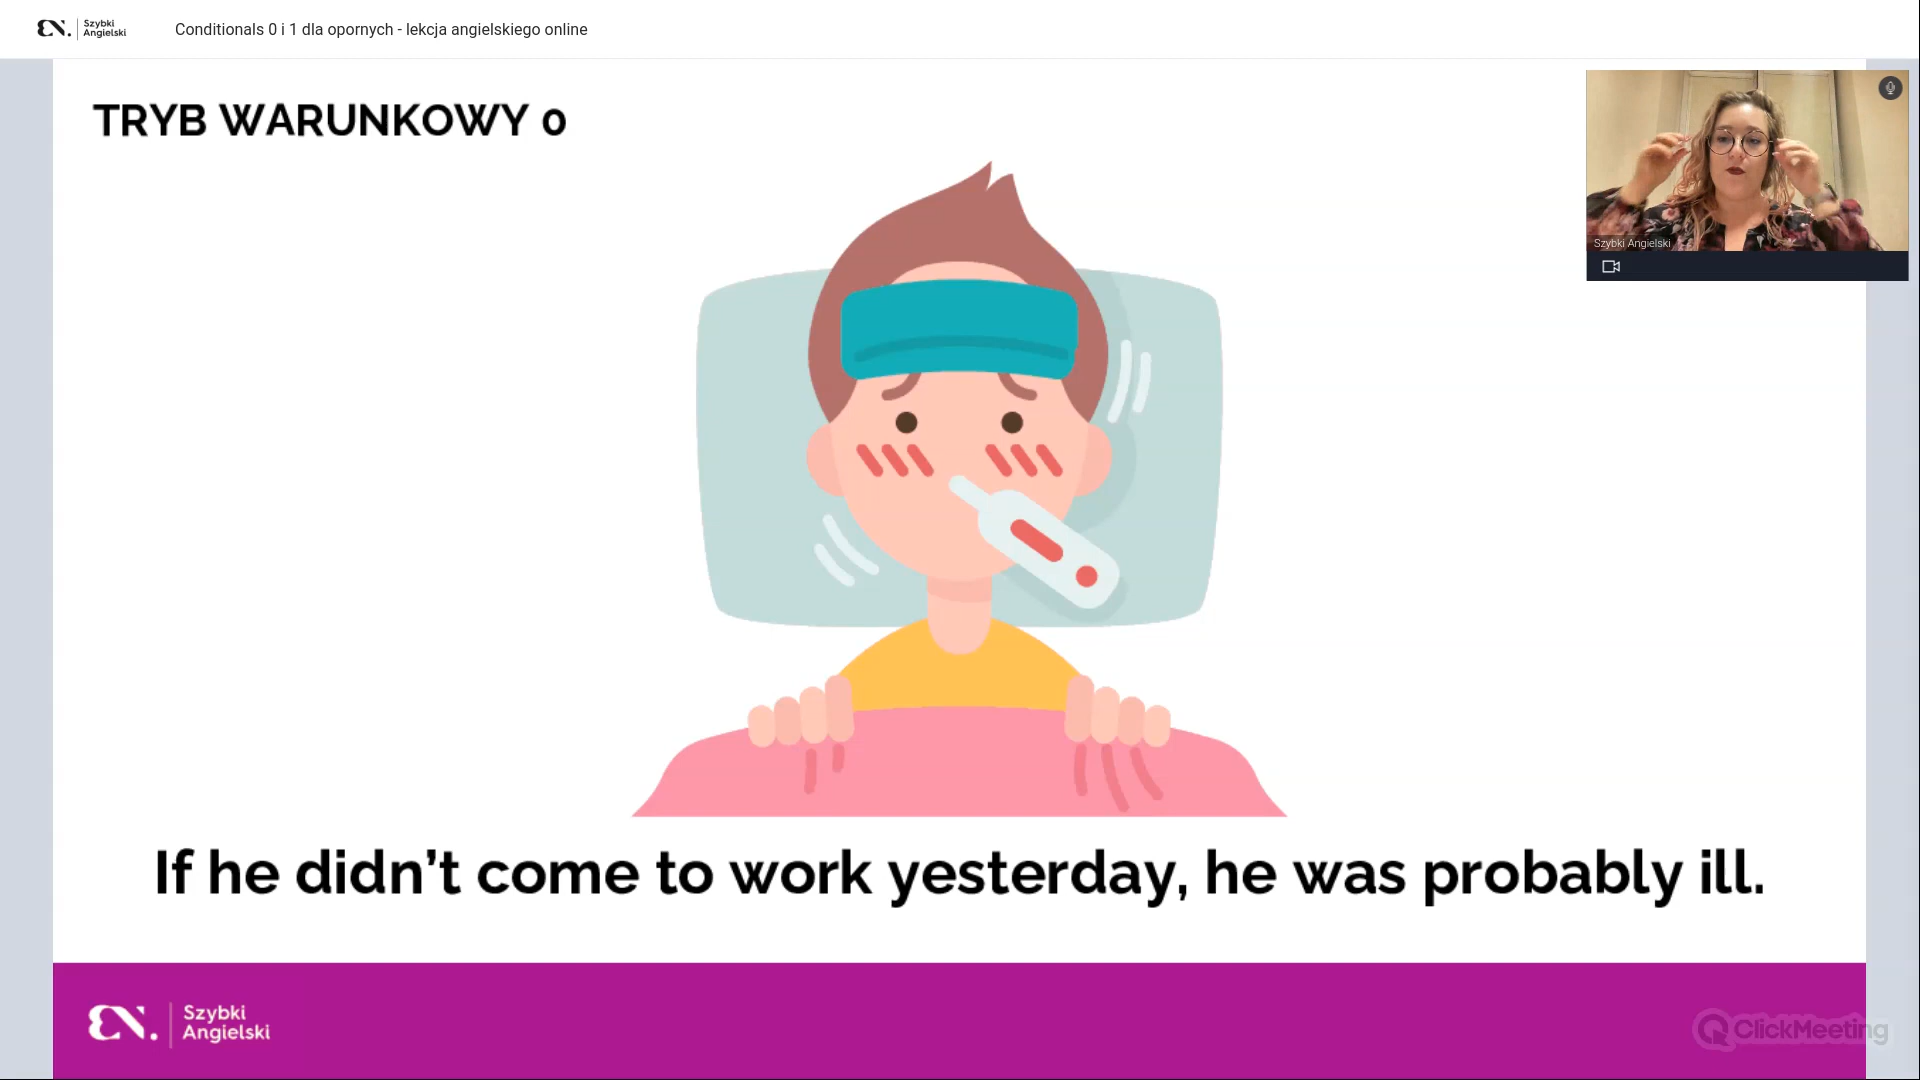 Szybki
Angielski
Conditionals 0 i 1 dla opornych - lekcja angielskiego online
TRYB WARUNKOWY 0
Szybki Angielski
If he didn’t come to work yesterday, he was probably ill.
Szybki
Angielski
ClickMeeting